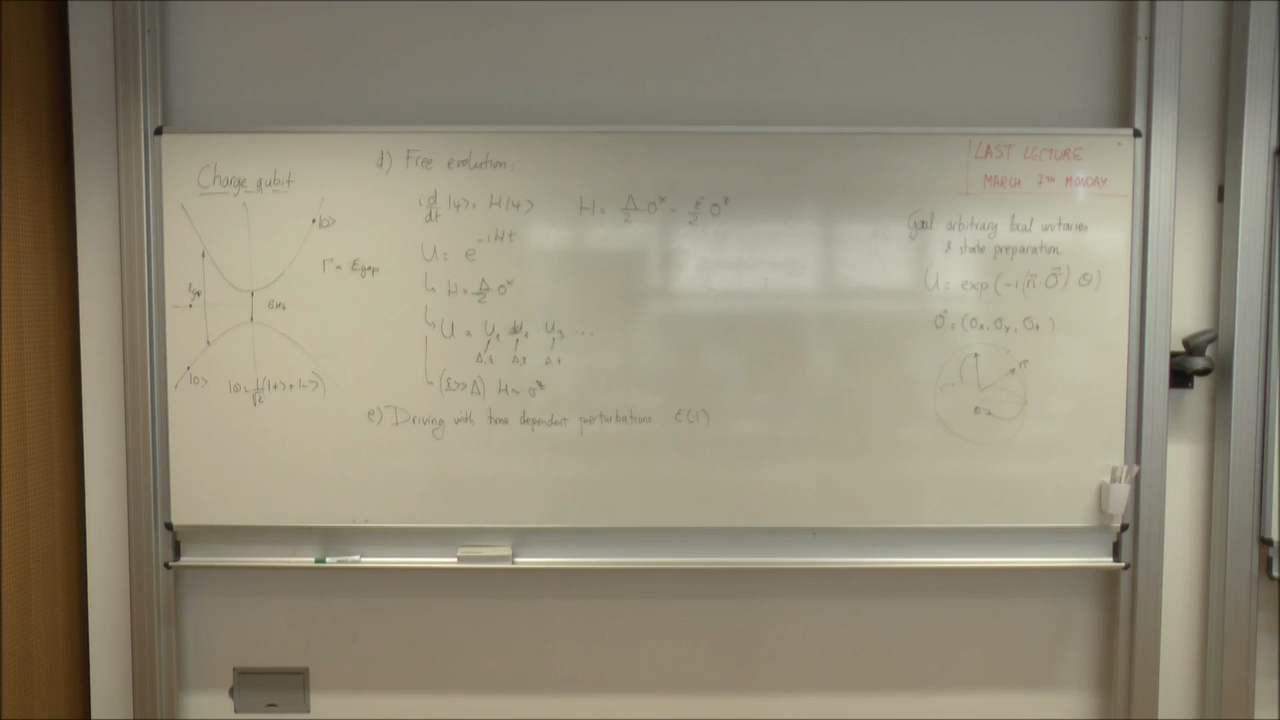 Charge qubit
|0>
Γ ∝ Egap
Egap
6Hz
|0>
|0> = 1/√2 (|+> + |->)
d) Free evolution:
i d/dt |ψ> = H|ψ>    H = Δ/2 σˣ - ε/2 σᶻ
U = e^{-iHt}
↳ H = Δ/2 σˣ
↳ U = U₁ U₂ U₃ ...
Δ,ε Δ,ε Δ,ε
↳ (ε>>Δ) H ~ σᶻ
e) Driving with time dependent perturbations ε(t)
LAST LECTURE
MARCH 7TH MONDAY
Goal arbitrary local unitaries
& state preparation
U = exp(-i(n⃗·σ⃗) θ)
σ⃗ = (σx, σy, σz)
n⃗